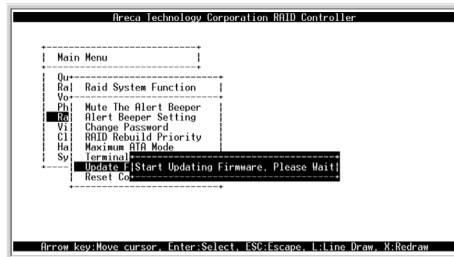 Areca Technology Corporation RAID Controller
Main Menu
Qu
Ra
Vo
Ph
Ra
Vi
Cl
Ha
Sy
Raid System Function
Mute The Alert Beeper
Alert Beeper Setting
Change Password
RAID Rebuild Priority
Maximum ATA Mode
Terminal
Update F
Reset Co
Start Updating Firmware, Please Wait
Arrow key:Move cursor, Enter:Select, ESC:Escape, L:Line Draw, X:Redraw